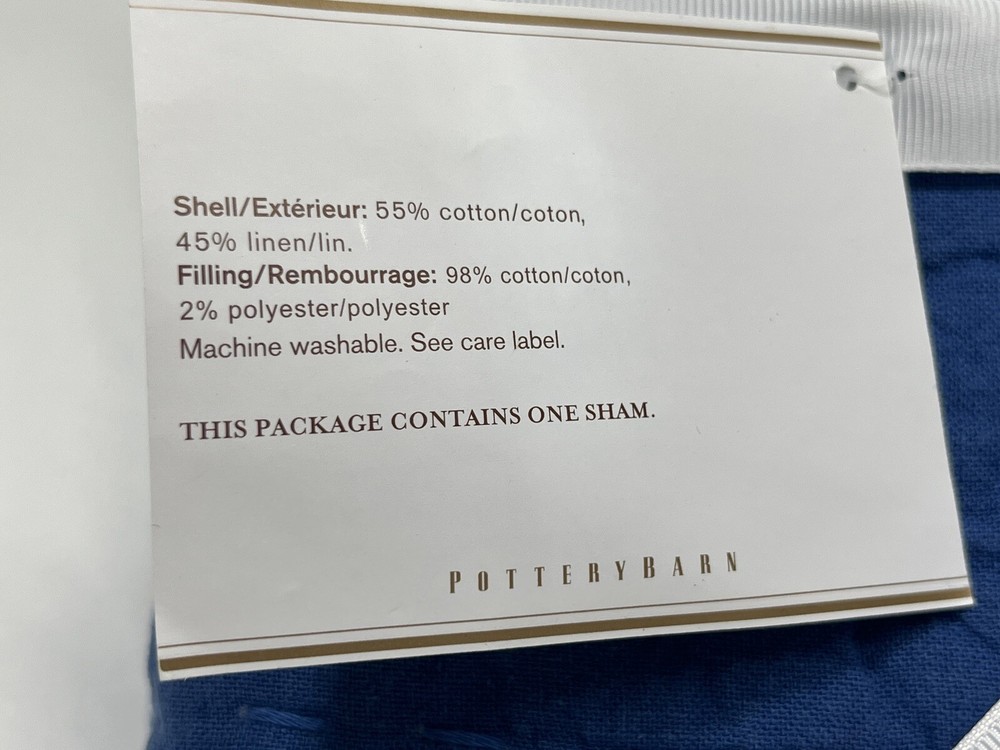 Shell/Extérieur: 55% cotton/coton,
45% linen/lin.
Filling/Rembourrage: 98% cotton/coton,
2% polyester/polyester
Machine washable. See care label.
THIS PACKAGE CONTAINS ONE SHAM.
POTTERYBARN